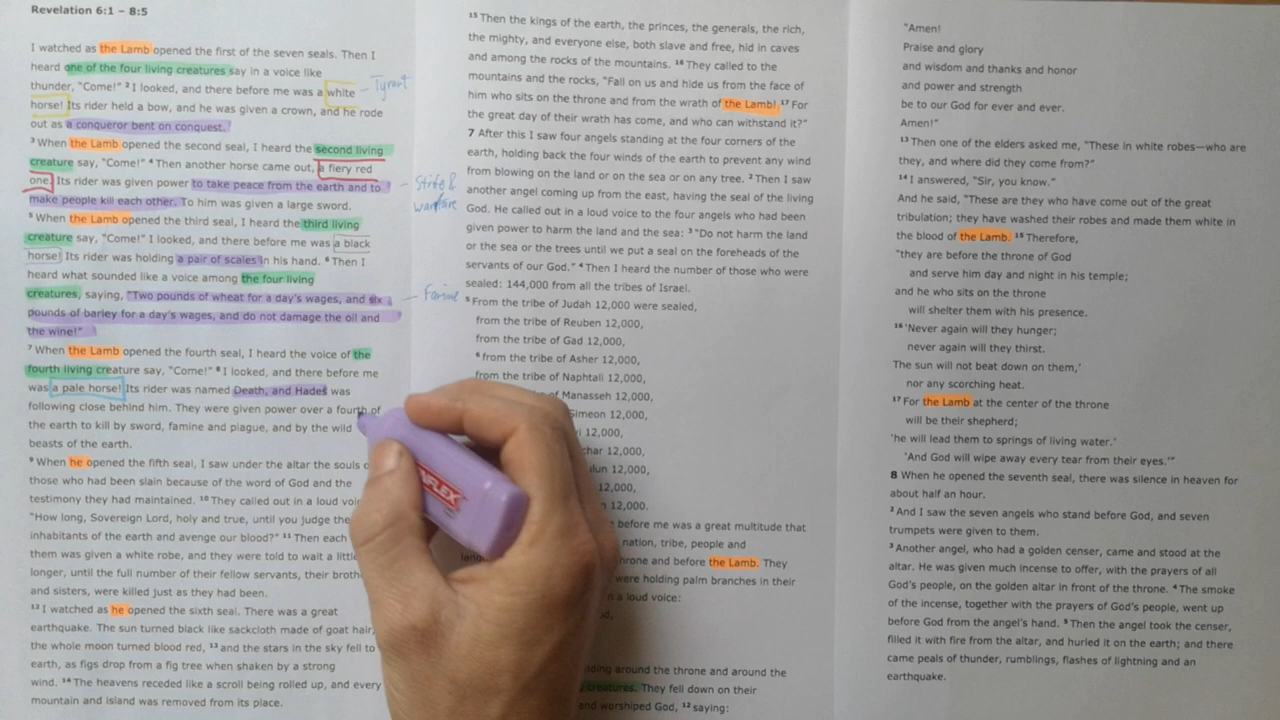 Revelation 6:1 – 8:5
I watched as the Lamb opened the first of the seven seals. Then I
heard one of the four living creatures say in a voice like
thunder, "Come!" ² I looked, and there before me was a white
horse! Its rider held a bow, and he was given a crown, and he rode
out as a conqueror bent on conquest.
Tyrant
³ When the Lamb opened the second seal, I heard the second living
creature say, "Come!" ⁴ Then another horse came out, a fiery red
one. Its rider was given power to take peace from the earth and to
make people kill each other. To him was given a large sword.
Strife &
warfare
⁵ When the Lamb opened the third seal, I heard the third living
creature say, "Come!" I looked, and there before me was a black
horse! Its rider was holding a pair of scales in his hand. ⁶ Then I
heard what sounded like a voice among the four living
creatures, saying, "Two pounds of wheat for a day's wages, and six
pounds of barley for a day's wages, and do not damage the oil and
the wine!"
Famine
⁷ When the Lamb opened the fourth seal, I heard the voice of the
fourth living creature say, "Come!" ⁸ I looked, and there before me
was a pale horse! Its rider was named Death, and Hades was
following close behind him. They were given power over a fourth of
the earth to kill by sword, famine and plague, and by the wild
beasts of the earth.
⁹ When he opened the fifth seal, I saw under the altar the souls
those who had been slain because of the word of God and the
testimony they had maintained. ¹⁰ They called out in a loud
"How long, Sovereign Lord, holy and true, until you judge the
inhabitants of the earth and avenge our blood?" ¹¹ Then each
them was given a white robe, and they were told to wait a little
longer, until the full number of their fellow servants, their
and sisters, were killed just as they had been.
¹² I watched as he opened the sixth seal. There was a great
earthquake. The sun turned black like sackcloth made of goat hair,
the whole moon turned blood red, ¹³ and the stars in the sky fell to
earth, as figs drop from a fig tree when shaken by a strong
wind. ¹⁴ The heavens receded like a scroll being rolled up, and every
mountain and island was removed from its place.
¹⁵ Then the kings of the earth, the princes, the generals, the rich,
the mighty, and everyone else, both slave and free, hid in caves
and among the rocks of the mountains. ¹⁶ They called to the
mountains and the rocks, "Fall on us and hide us from the face of
him who sits on the throne and from the wrath of the Lamb! ¹⁷ For
the great day of their wrath has come, and who can withstand it?"
7 After this I saw four angels standing at the four corners of the
earth, holding back the four winds of the earth to prevent any wind
from blowing on the land or on the sea or on any tree. ² Then I saw
another angel coming up from the east, having the seal of the living
God. He called out in a loud voice to the four angels who had been
given power to harm the land and the sea: ³ "Do not harm the land
or the sea or the trees until we put a seal on the foreheads of the
servants of our God." ⁴ Then I heard the number of those who were
sealed: 144,000 from all the tribes of Israel.
⁵ From the tribe of Judah 12,000 were sealed,
from the tribe of Reuben 12,000,
from the tribe of Gad 12,000,
⁶ from the tribe of Asher 12,000,
from the tribe of Naphtali 12,000,
of Manasseh 12,000,
Simeon 12,000,
12,000,
12,000,
12,000,
12,000,
12,000.
before me was a great multitude that
nation, tribe, people and
throne and before the Lamb. They
were holding palm branches in their
in a loud voice:
around the throne and around the
creatures. They fell down on their
and worshiped God, ¹² saying:
"Amen!
Praise and glory
and wisdom and thanks and honor
and power and strength
be to our God for ever and ever.
Amen!"
¹³ Then one of the elders asked me, "These in white robes—who are
they, and where did they come from?"
¹⁴ I answered, "Sir, you know."
And he said, "These are they who have come out of the great
tribulation; they have washed their robes and made them white in
the blood of the Lamb. ¹⁵ Therefore,
"they are before the throne of God
and serve him day and night in his temple;
and he who sits on the throne
will shelter them with his presence.
¹⁶ 'Never again will they hunger;
never again will they thirst.
The sun will not beat down on them,'
nor any scorching heat.
¹⁷ For the Lamb at the center of the throne
will be their shepherd;
'he will lead them to springs of living water.'
'And God will wipe away every tear from their eyes.'"
8 When he opened the seventh seal, there was silence in heaven for
about half an hour.
² And I saw the seven angels who stand before God, and seven
trumpets were given to them.
³ Another angel, who had a golden censer, came and stood at the
altar. He was given much incense to offer, with the prayers of all
God's people, on the golden altar in front of the throne. ⁴ The smoke
of the incense, together with the prayers of God's people, went up
before God from the angel's hand. ⁵ Then the angel took the censer,
filled it with fire from the altar, and hurled it on the earth; and there
came peals of thunder, rumblings, flashes of lightning and an
earthquake.